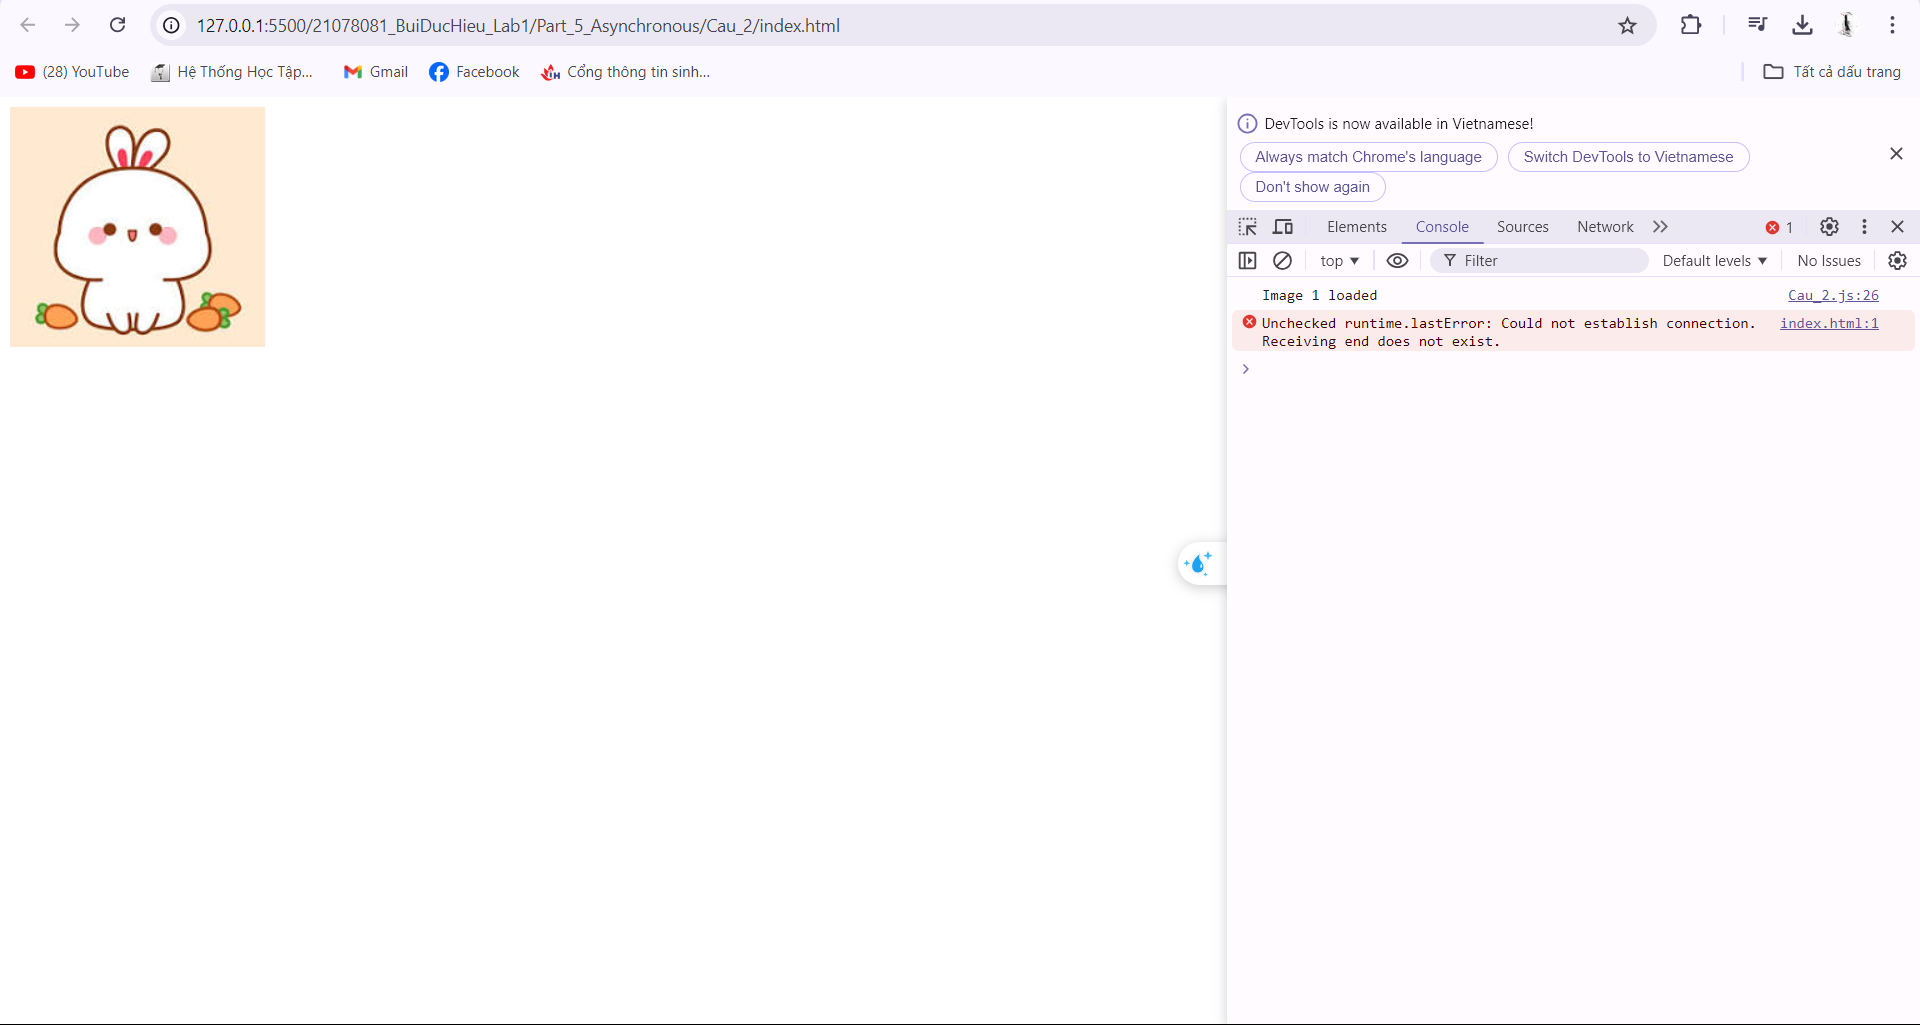 127.0.0.1:5500/21078081_BuiDucHieu_Lab1/Part_5_Asynchronous/Cau_2/index.html
(28) YouTube
Hệ Thống Học Tập...
Gmail
Facebook
Cổng thông tin sinh...
Tất cả dấu trang
DevTools is now available in Vietnamese!
Always match Chrome's language
Switch DevTools to Vietnamese
Don't show again
Elements
Console
Sources
Network
1
top
Filter
Default levels
No Issues
Image 1 loaded
Cau_2.js:26
Unchecked runtime.lastError: Could not establish connection.
index.html:1
Receiving end does not exist.